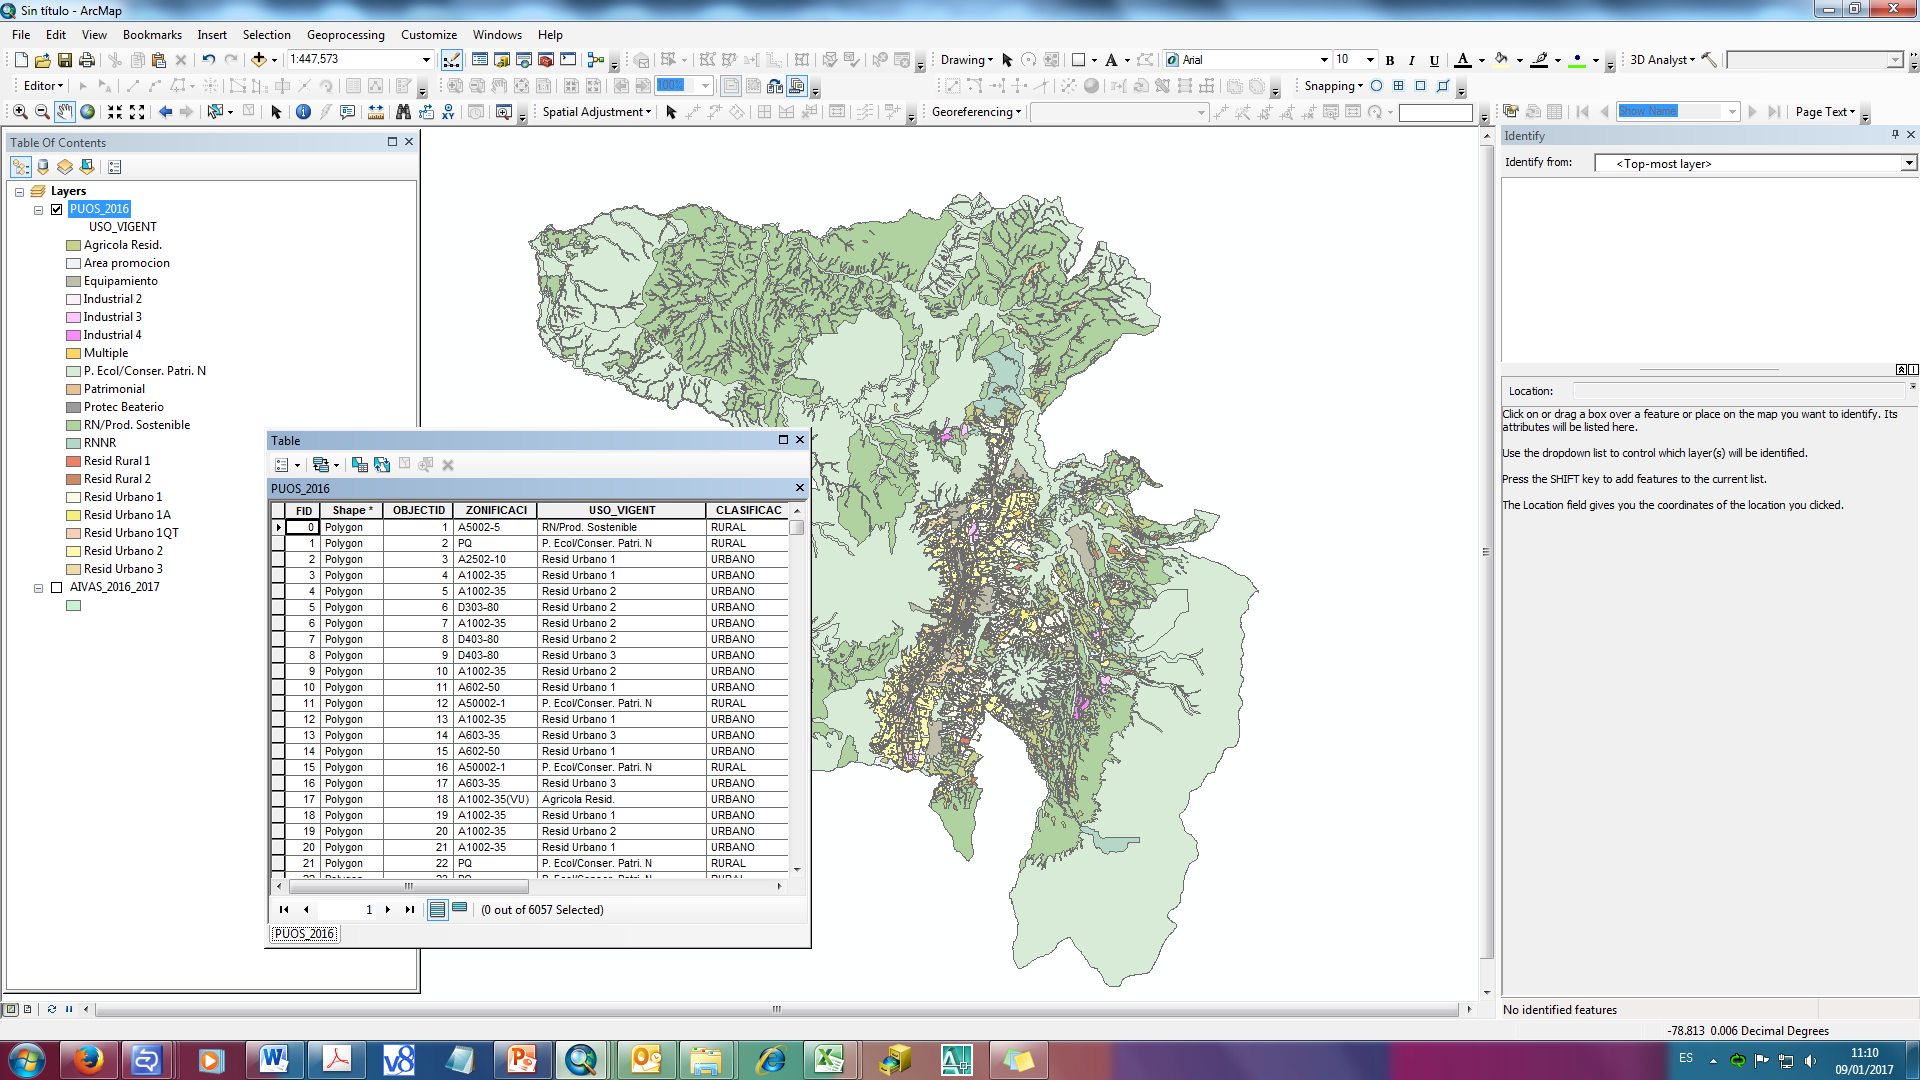 Sin título - ArcMap
File Edit View Bookmarks Insert Selection Geoprocessing Customize Windows Help
1:447,573 Drawing Arial 10 B I U A 3D Analyst
Editor 100% Snapping
Spatial Adjustment Georeferencing Show Name Page Text
Table Of Contents
Layers
PUOS_2016
USO_VIGENT
Agricola Resid.
Area promocion
Equipamiento
Industrial 2
Industrial 3
Industrial 4
Multiple
P. Ecol/Conser. Patri. N
Patrimonial
Protec Beaterio
RN/Prod. Sostenible
RNNR
Resid Rural 1
Resid Rural 2
Resid Urbano 1
Resid Urbano 1A
Resid Urbano 1QT
Resid Urbano 2
Resid Urbano 3
AIVAS_2016_2017
Table
PUOS_2016
FID Shape * OBJECTID ZONIFICACI USO_VIGENT CLASIFICAC
0 Polygon 1 A5002-5 RN/Prod. Sostenible RURAL
1 Polygon 2 PQ P. Ecol/Conser. Patri. N RURAL
2 Polygon 3 A2502-10 Resid Urbano 1 URBANO
3 Polygon 4 A1002-35 Resid Urbano 1 URBANO
4 Polygon 5 A1002-35 Resid Urbano 2 URBANO
5 Polygon 6 D303-80 Resid Urbano 2 URBANO
6 Polygon 7 A1002-35 Resid Urbano 2 URBANO
7 Polygon 8 D403-80 Resid Urbano 2 URBANO
8 Polygon 9 D403-80 Resid Urbano 3 URBANO
9 Polygon 10 A1002-35 Resid Urbano 2 URBANO
10 Polygon 11 A602-50 Resid Urbano 1 URBANO
11 Polygon 12 A50002-1 P. Ecol/Conser. Patri. N RURAL
12 Polygon 13 A1002-35 Resid Urbano 1 URBANO
13 Polygon 14 A603-35 Resid Urbano 3 URBANO
14 Polygon 15 A602-50 Resid Urbano 1 URBANO
15 Polygon 16 A50002-1 P. Ecol/Conser. Patri. N RURAL
16 Polygon 17 A603-35 Resid Urbano 3 URBANO
17 Polygon 18 A1002-35(VU) Agricola Resid. URBANO
18 Polygon 19 A1002-35 Resid Urbano 1 URBANO
19 Polygon 20 A1002-35 Resid Urbano 2 URBANO
20 Polygon 21 A1002-35 Resid Urbano 1 URBANO
21 Polygon 22 PQ P. Ecol/Conser. Patri. N RURAL
1 (0 out of 6057 Selected)
PUOS_2016
Identify
Identify from: <Top-most layer>
Location:
Click on or drag a box over a feature or place on the map you want to identify. Its
attributes will be listed here.
Use the dropdown list to control which layer(s) will be identified.
Press the SHIFT key to add features to the current list.
The Location field gives you the coordinates of the location you clicked.
No identified features
-78.813 0.006 Decimal Degrees
ES 11:10
09/01/2017